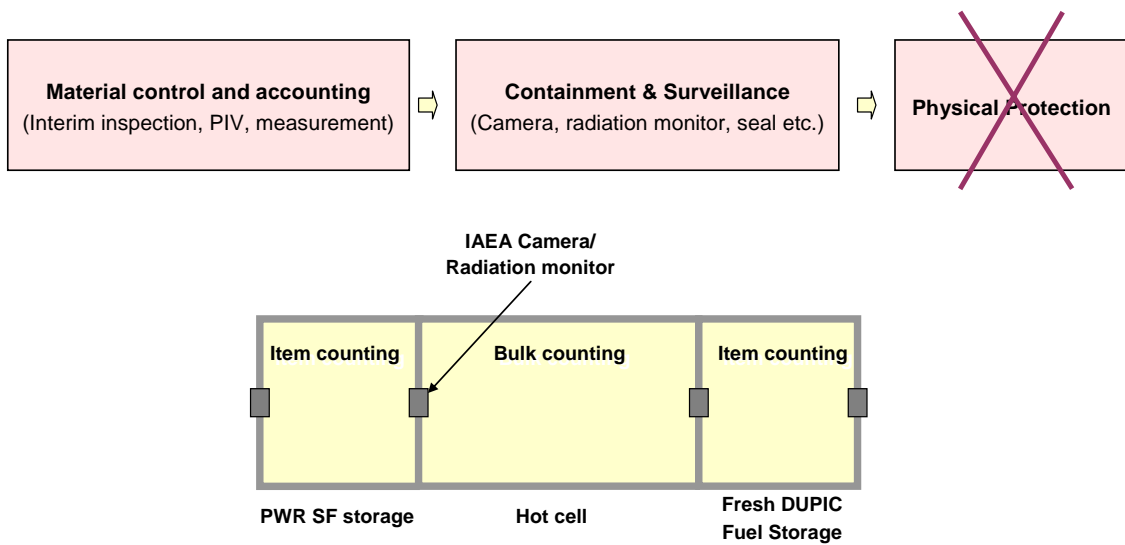 Material control and accounting
(Interim inspection, PIV, measurement)
Containment & Surveillance
(Camera, radiation monitor, seal etc.)
Physical Protection
IAEA Camera/
Radiation monitor
Item counting
Bulk counting
Item counting
PWR SF storage
Hot cell
Fresh DUPIC
Fuel Storage